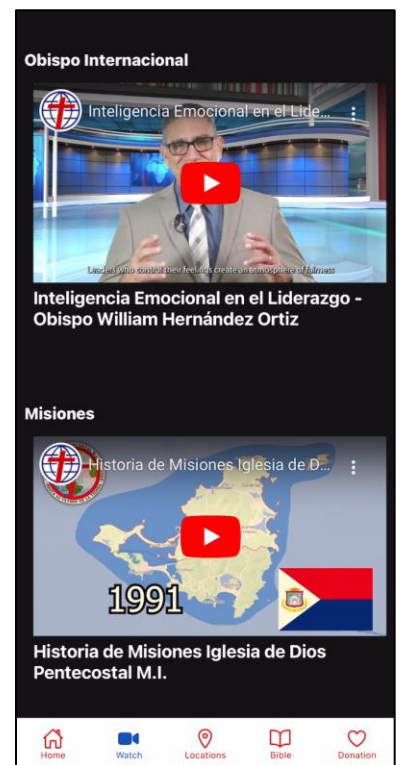 Obispo Internacional
Inteligencia Emocional en el Lide...
Leaders who control their feelings create an atmosphere of fairness
Inteligencia Emocional en el Liderazgo -
Obispo William Hernández Ortiz
Misiones
Historia de Misiones Iglesia de D...
1991
Historia de Misiones Iglesia de Dios
Pentecostal M.I.
Home Watch Locations Bible Donation